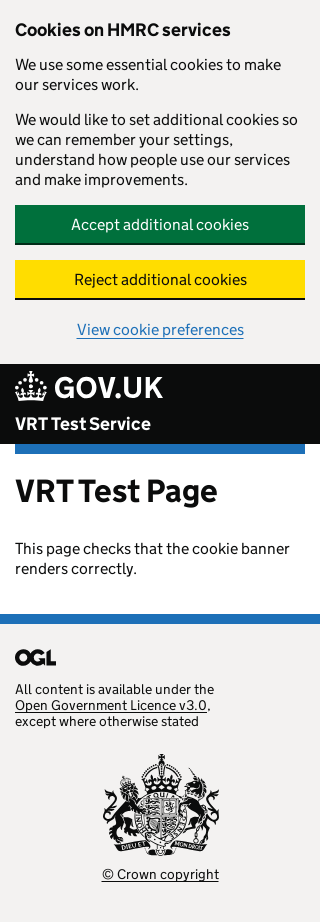 Cookies on HMRC services
We use some essential cookies to make
our services work.
We would like to set additional cookies so
we can remember your settings,
understand how people use our services
and make improvements.
Accept additional cookies
Reject additional cookies
View cookie preferences
GOV.UK
VRT Test Service
VRT Test Page
This page checks that the cookie banner
renders correctly.
OGL
All content is available under the
Open Government Licence v3.0,
except where otherwise stated
DIEU ET MON DROIT
© Crown copyright